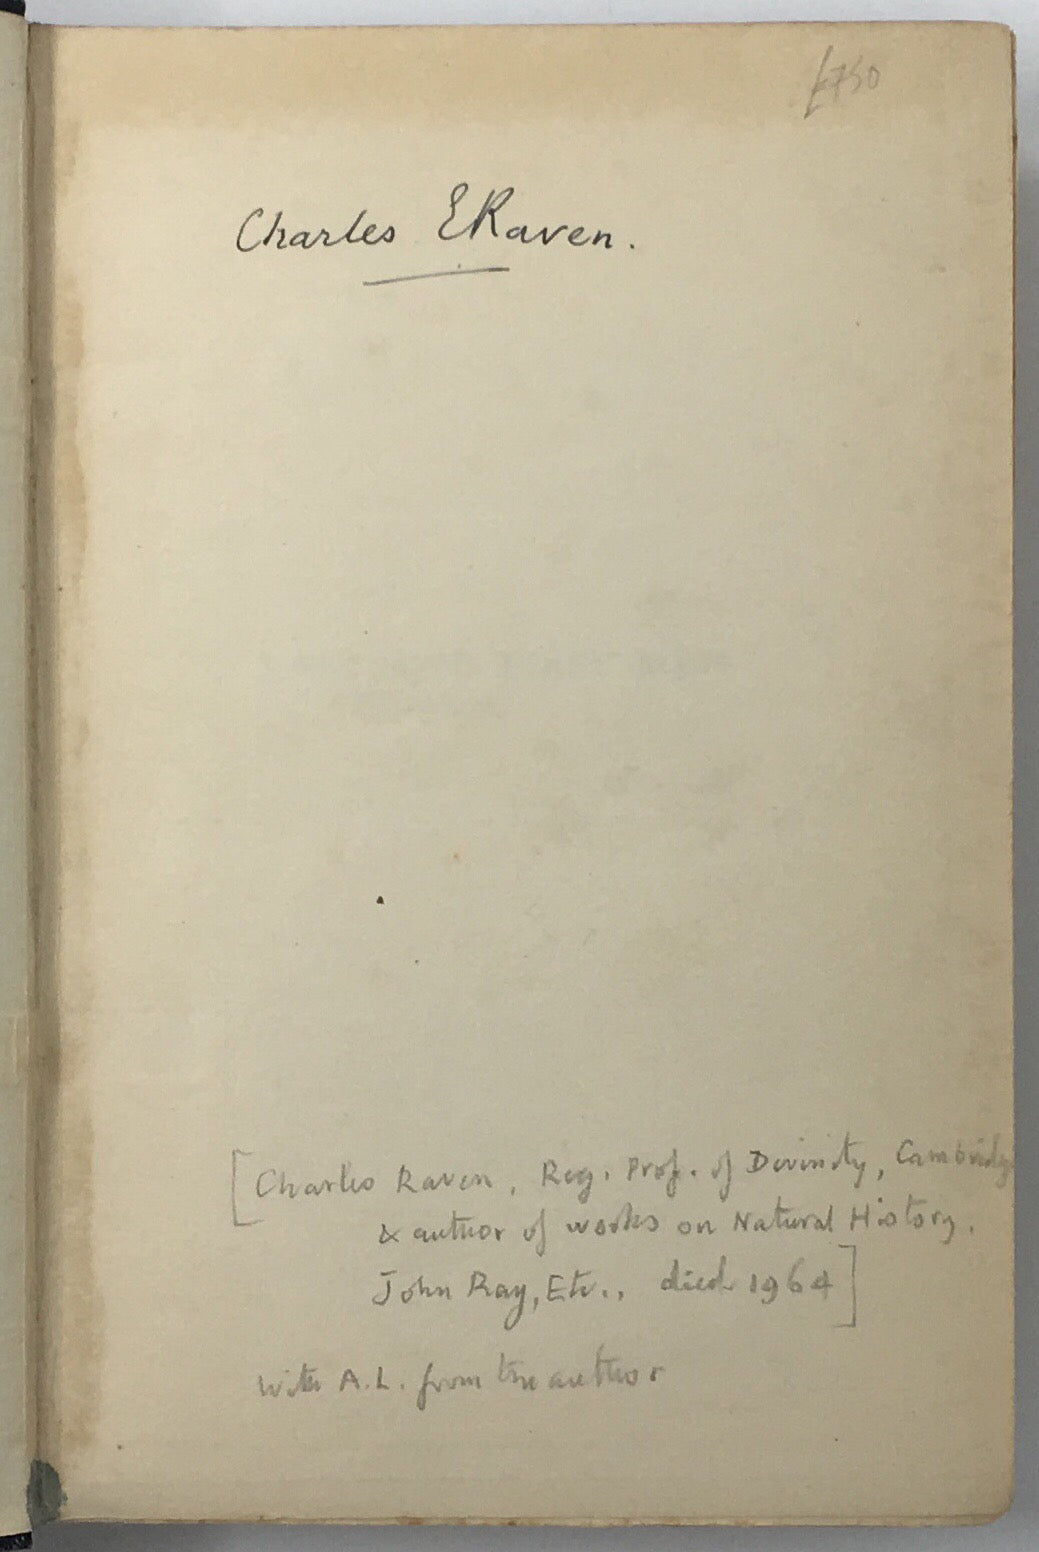 £750
Charles E Raven.
[Charles Raven, Reg. Prof. of Divinity, Cambridge
& author of works on Natural History.
John Ray, Etc., died 1964]
with A.L. from the author